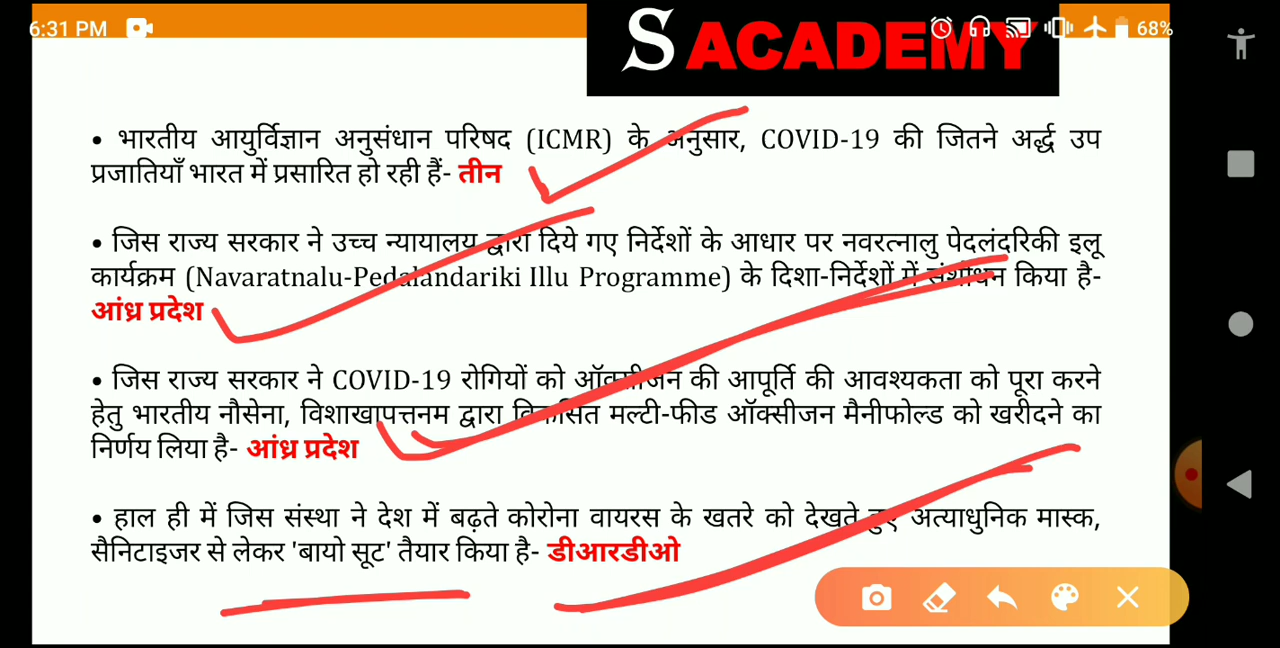 6:31 PM
68%
S ACADEMY
• भारतीय आयुर्विज्ञान अनुसंधान परिषद (ICMR) के अनुसार, COVID-19 की जितने अर्द्ध उप
प्रजातियाँ भारत में प्रसारित हो रही हैं- तीन
• जिस राज्य सरकार ने उच्च न्यायालय द्वारा दिये गए निर्देशों के आधार पर नवरत्नालु पेदलंदरिकी इलू
कार्यक्रम (Navaratnalu-Pedalandariki Illu Programme) के दिशा-निर्देशों में संशोधन किया है-
आंध्र प्रदेश
• जिस राज्य सरकार ने COVID-19 रोगियों को ऑक्सीजन की आपूर्ति की आवश्यकता को पूरा करने
हेतु भारतीय नौसेना, विशाखापत्तनम द्वारा विकसित मल्टी-फीड ऑक्सीजन मैनीफोल्ड को खरीदने का
निर्णय लिया है- आंध्र प्रदेश
• हाल ही में जिस संस्था ने देश में बढ़ते कोरोना वायरस के खतरे को देखते हुए अत्याधुनिक मास्क,
सैनिटाइजर से लेकर 'बायो सूट' तैयार किया है- डीआरडीओ